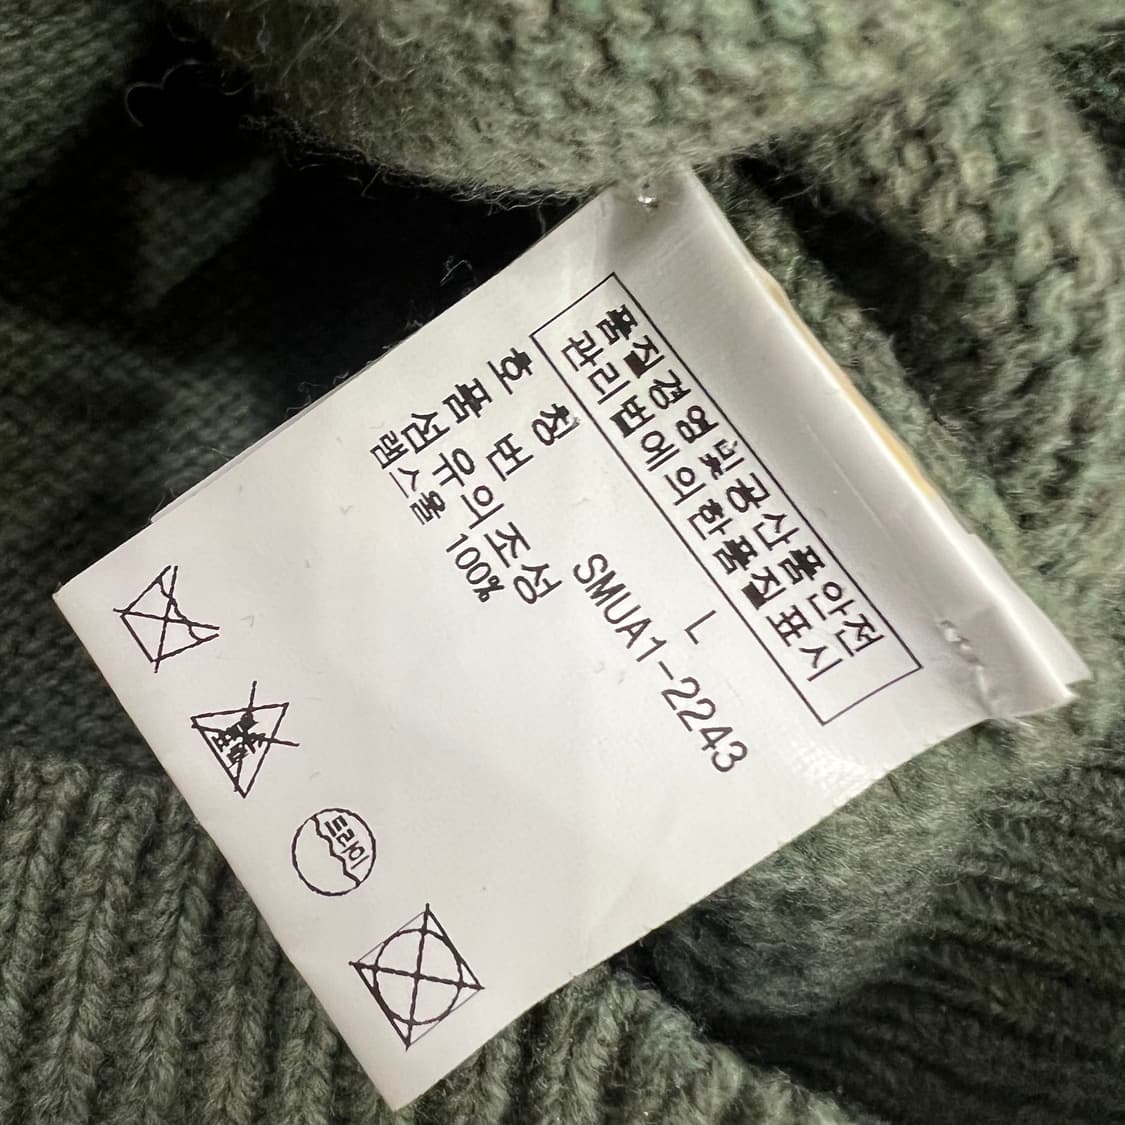 품질경영및공산품안전
관리법에의한품질표시
호 칭 L
품 번 SMUA1-2243
섬유의조성
램스울 100%
드라이